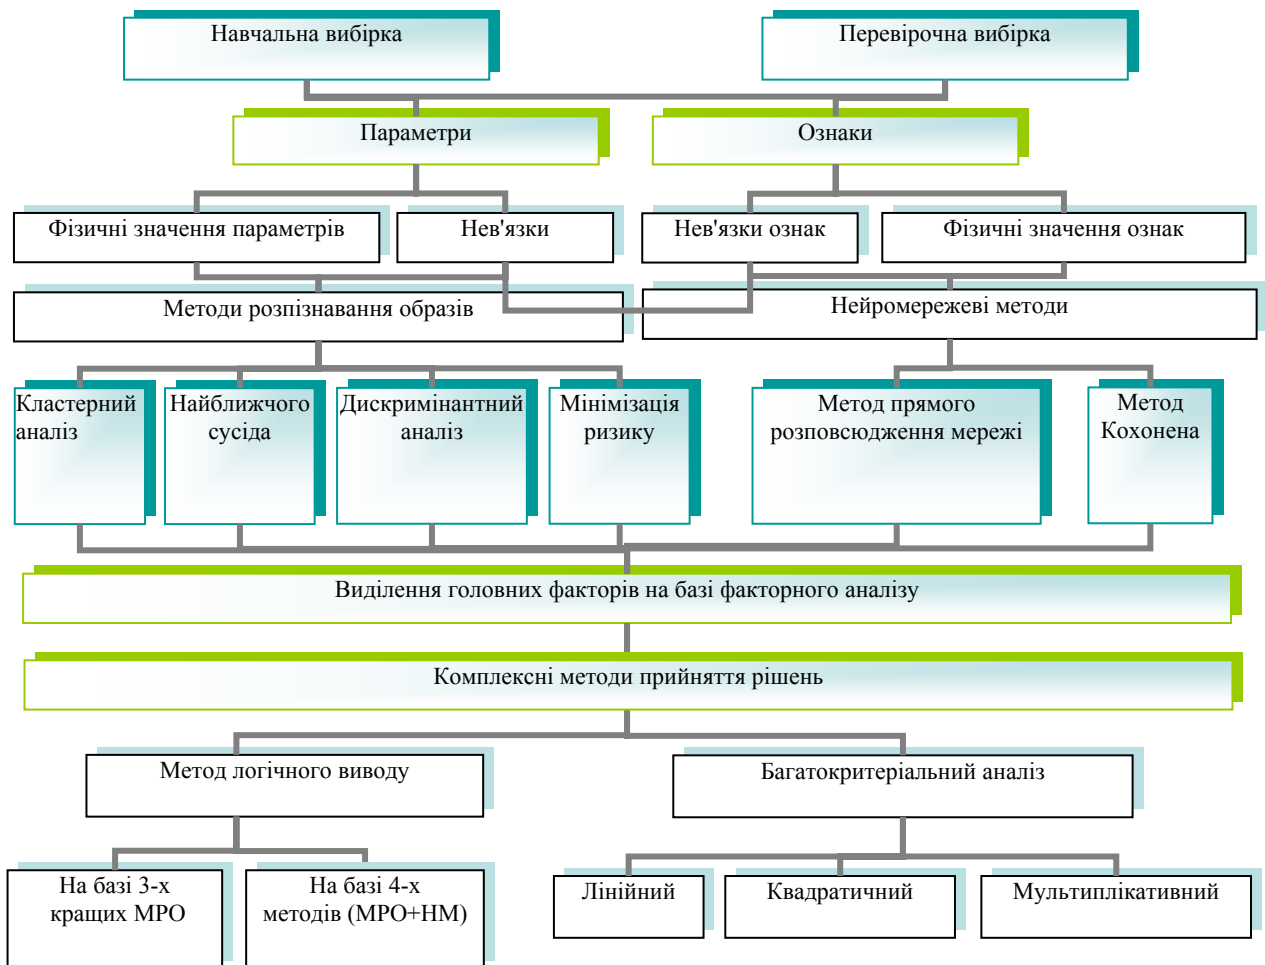 Навчальна вибірка
Перевірочна вибірка
Параметри
Ознаки
Фізичні значення параметрів
Нев'язки
Нев'язки ознак
Фізичні значення ознак
Методи розпізнавання образів
Нейромережеві методи
Кластерний
аналіз
Найближчого
сусіда
Дискримінантний
аналіз
Мінімізація
ризику
Метод прямого
розповсюдження мережі
Метод
Кохонена
Виділення головних факторів на базі факторного аналізу
Комплексні методи прийняття рішень
Метод логічного виводу
Багатокритеріальний аналіз
На базі 3-х
кращих МРО
На базі 4-х
методів (МРО+НМ)
Лінійний
Квадратичний
Мультиплікативний